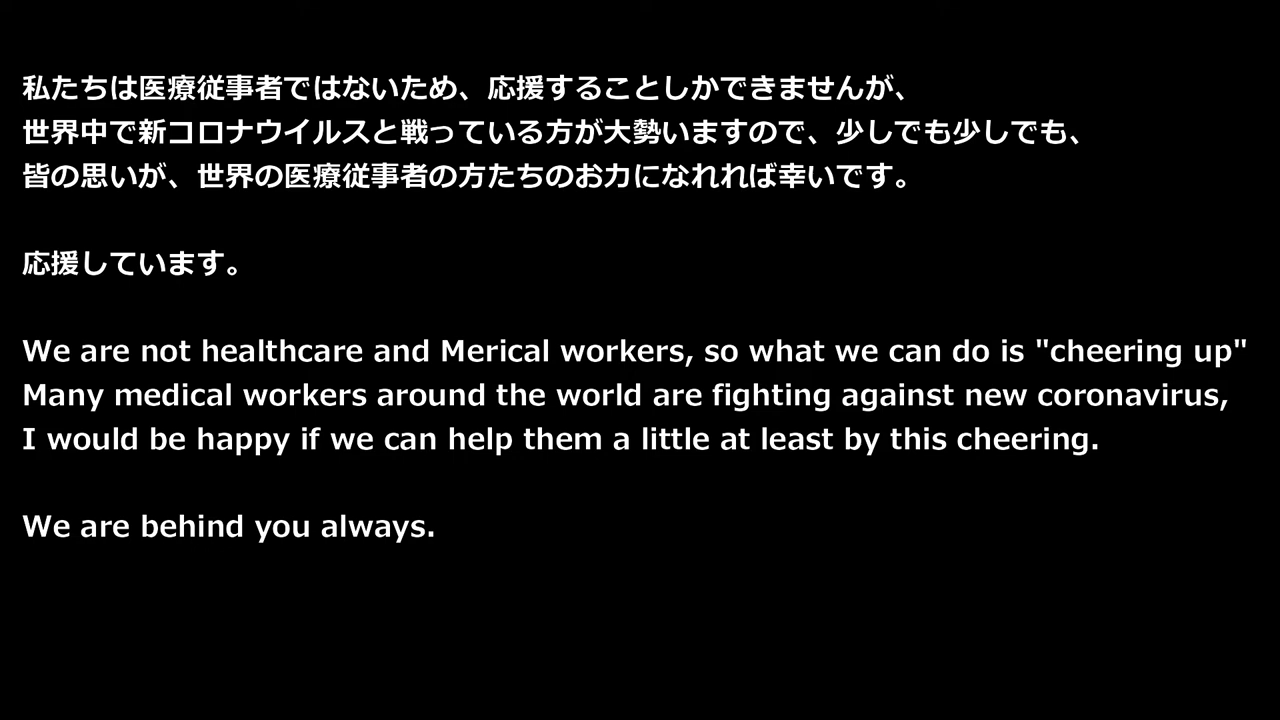 私たちは医療従事者ではないため、応援することしかできませんが、
世界中で新コロナウイルスと戦っている方が大勢いますので、少しでも少しでも、
皆の思いが、世界の医療従事者の方たちのお力になれれば幸いです。
応援しています。
We are not healthcare and Merical workers, so what we can do is "cheering up"
Many medical workers around the world are fighting against new coronavirus,
I would be happy if we can help them a little at least by this cheering.
We are behind you always.